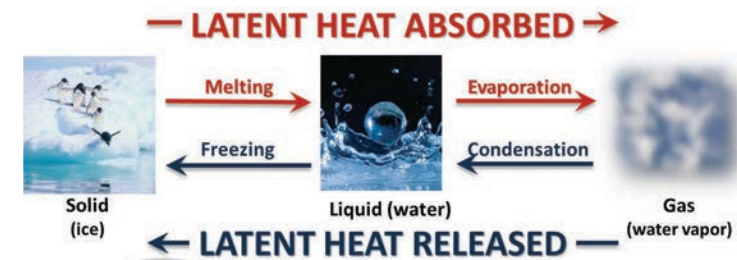 LATENT HEAT ABSORBED
Melting
Evaporation
Freezing
Condensation
Solid
(ice)
Liquid (water)
Gas
(water vapor)
LATENT HEAT RELEASED